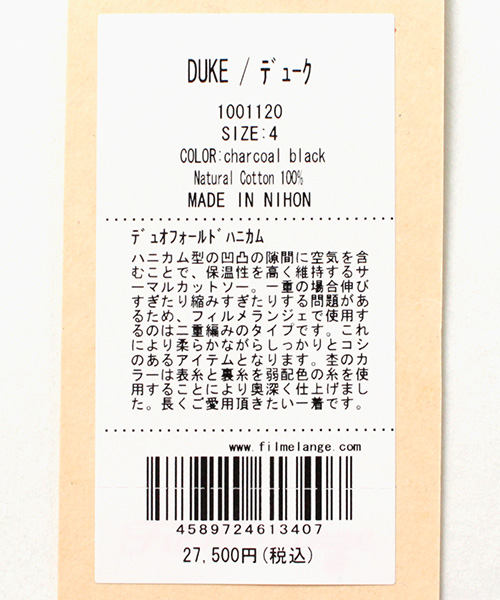 DUKE / ﾃﾞｭｰｸ
1001120
SIZE:4
COLOR:charcoal black
Natural Cotton 100%
MADE IN NIHON
ﾃﾞｭｵﾌｫｰﾙﾄﾞﾊﾆｶﾑ
ハニカム型の凹凸の隙間に空気を含
むことで、保温性を高く維持するサ
ーマルカットソー。一重の場合伸び
すぎたり縮みすぎたりする問題があ
るため、フィルメランジェで使用す
るのは二重編みのタイプです。これ
により柔らかながらしっかりとコシ
のあるアイテムとなります。杢のカ
ラーは表糸と裏糸を弱配色の糸を使
用することにより奥深く仕上げまし
た。長くご愛用頂きたい一着です。
www.filmelange.com
4589724613407
27,500円(税込)